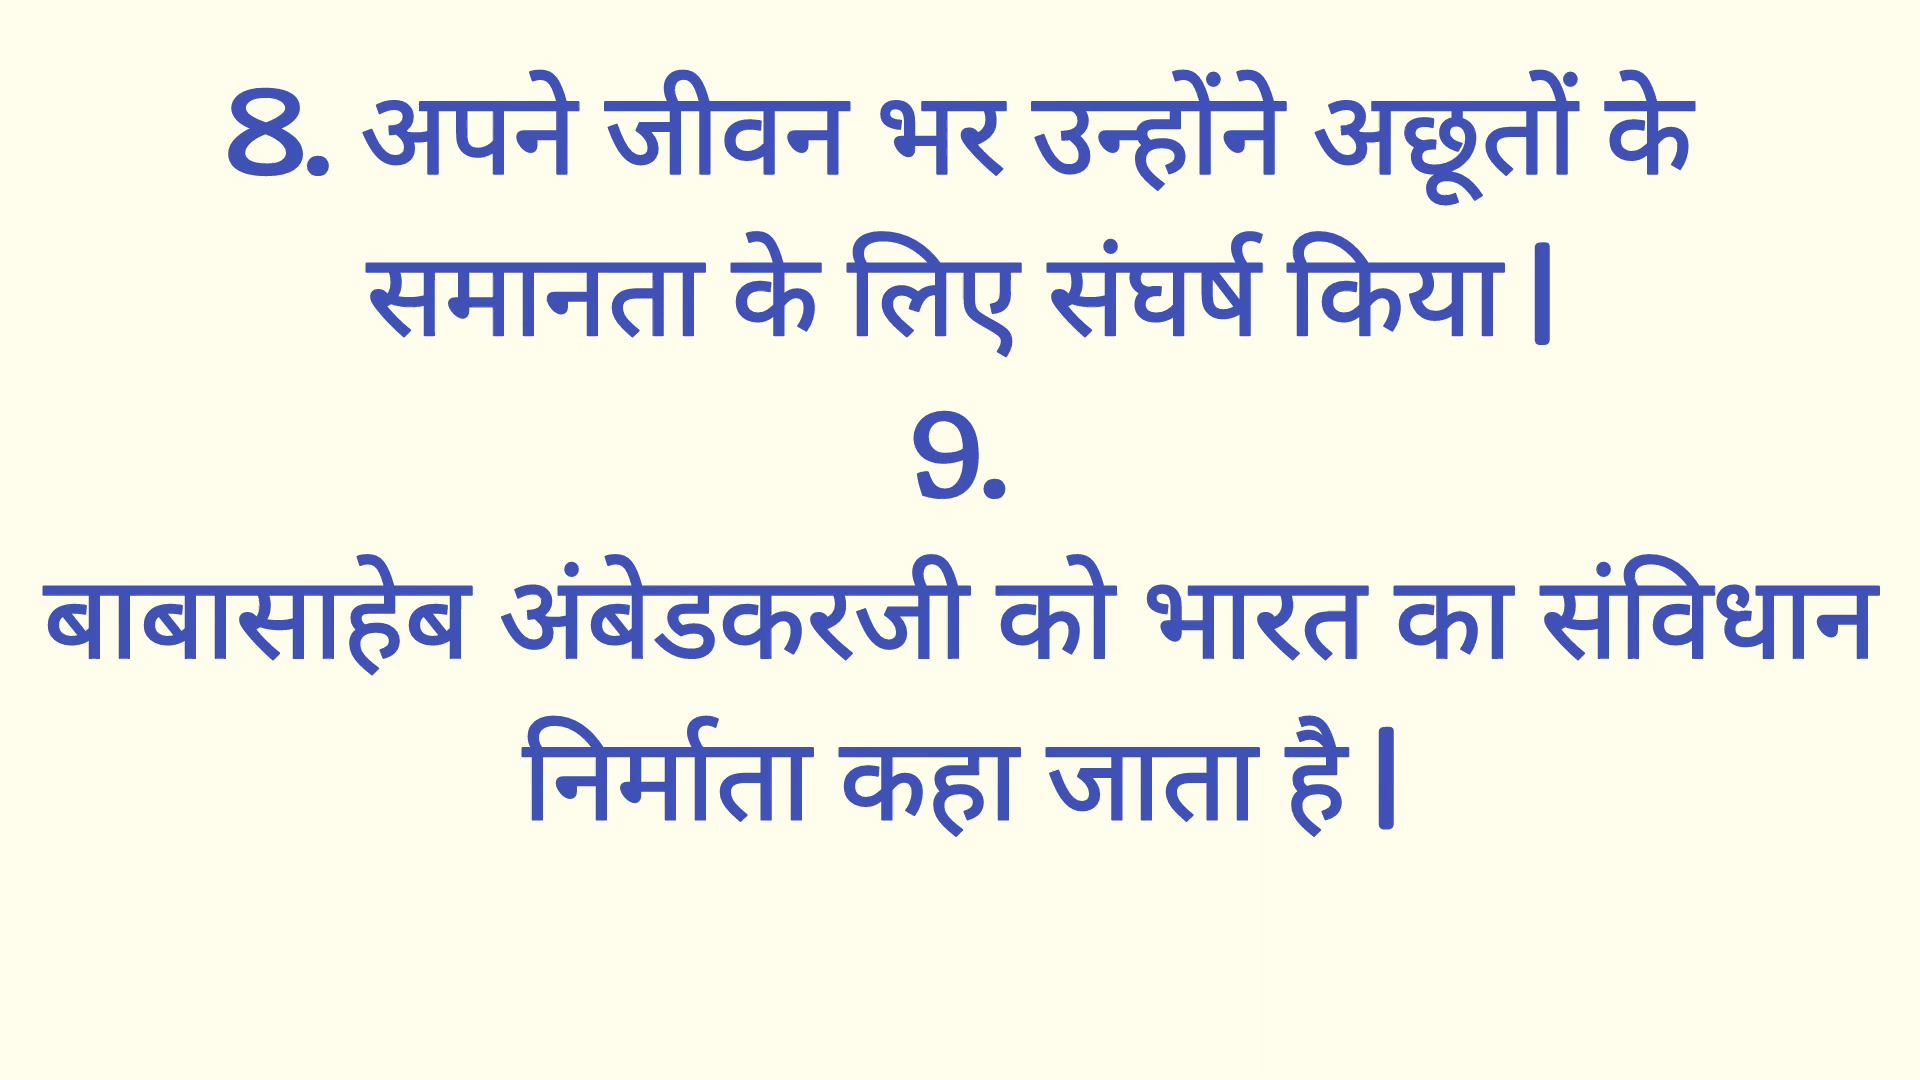 8. अपने जीवन भर उन्होंने अछूतों के
समानता के लिए संघर्ष किया |
9.
बाबासाहेब अंबेडकरजी को भारत का संविधान
निर्माता कहा जाता है |